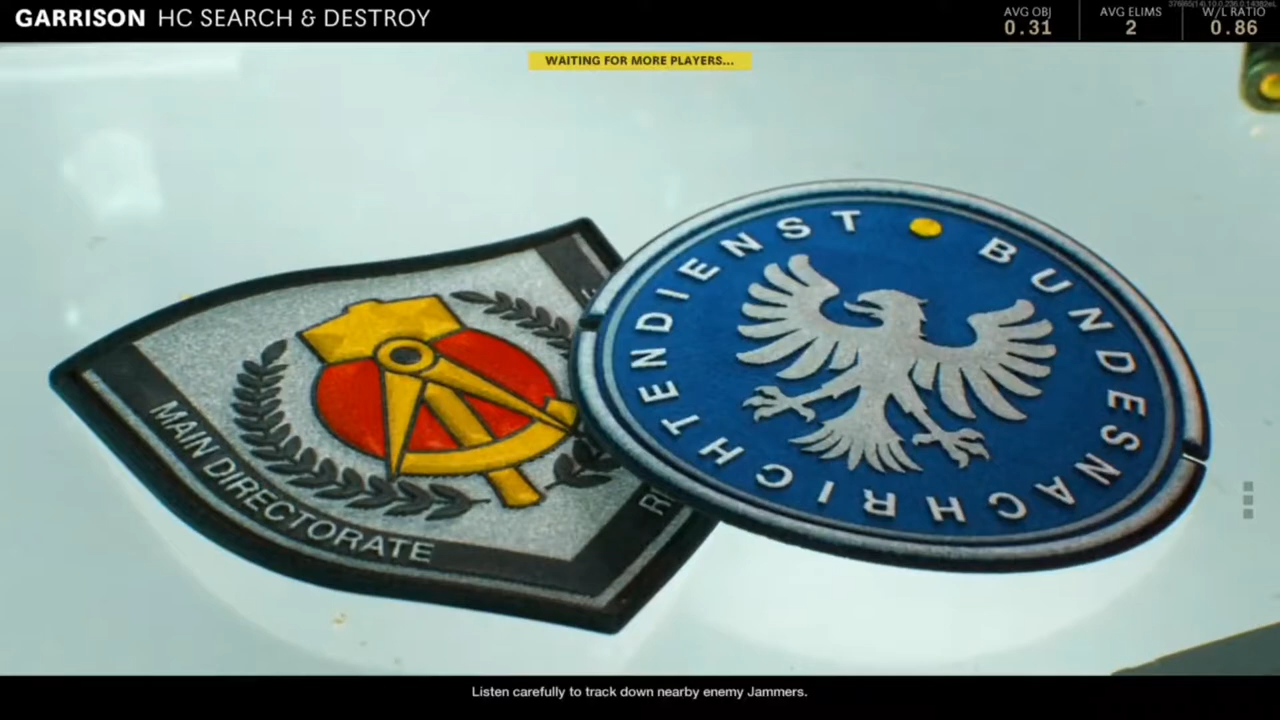 GARRISON HC SEARCH & DESTROY
AVG OBJ
0.31
AVG ELIMS
2
W/L RATIO
0.86
WAITING FOR MORE PLAYERS...
BUNDESNACHRICHTENDIENST
MAIN DIRECTORATE
Listen carefully to track down nearby enemy Jammers.